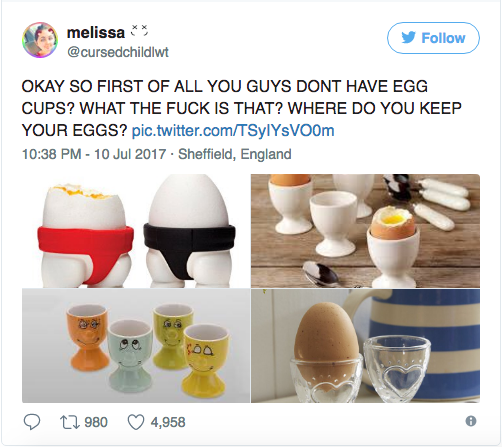 melissa
@cursedchildlwt
Follow
OKAY SO FIRST OF ALL YOU GUYS DONT HAVE EGG
CUPS? WHAT THE FUCK IS THAT? WHERE DO YOU KEEP
YOUR EGGS? pic.twitter.com/TSyIYsVO0m
10:38 PM - 10 Jul 2017 · Sheffield, England
980
4,958